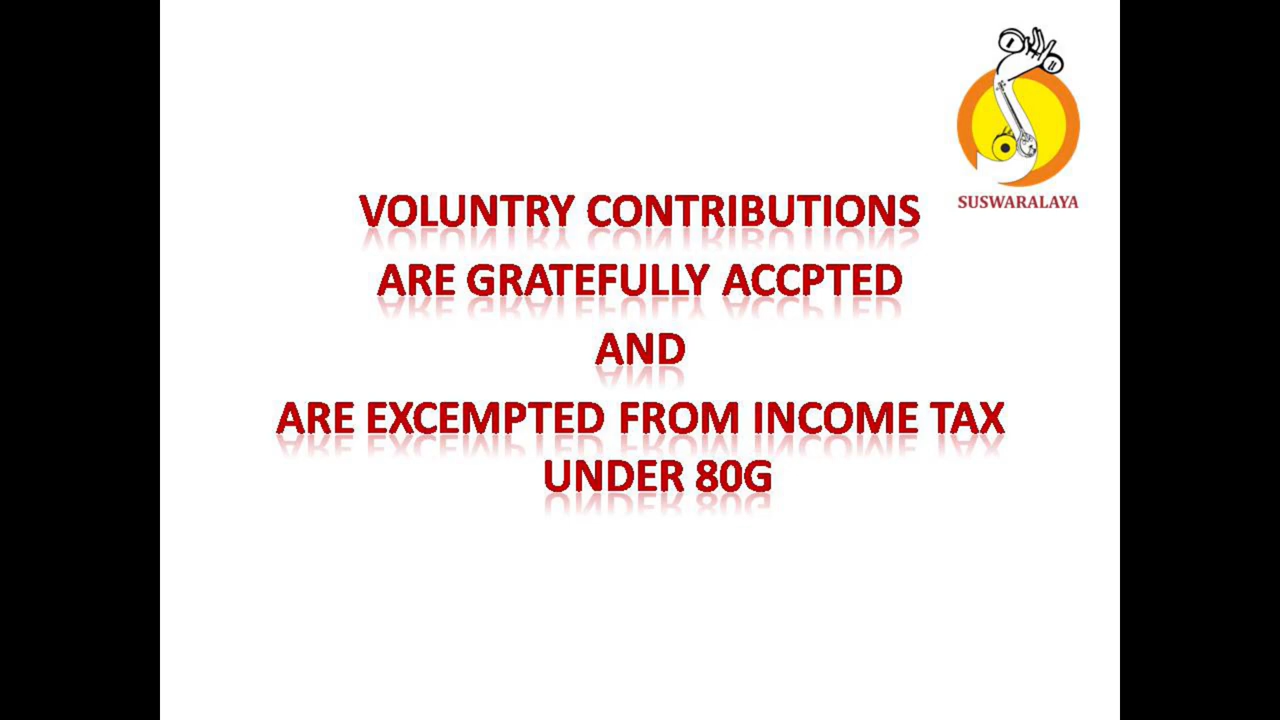 SUSWARALAYA
VOLUNTRY CONTRIBUTIONS
ARE GRATEFULLY ACCPTED
AND
ARE EXCEMPTED FROM INCOME TAX
UNDER 80G